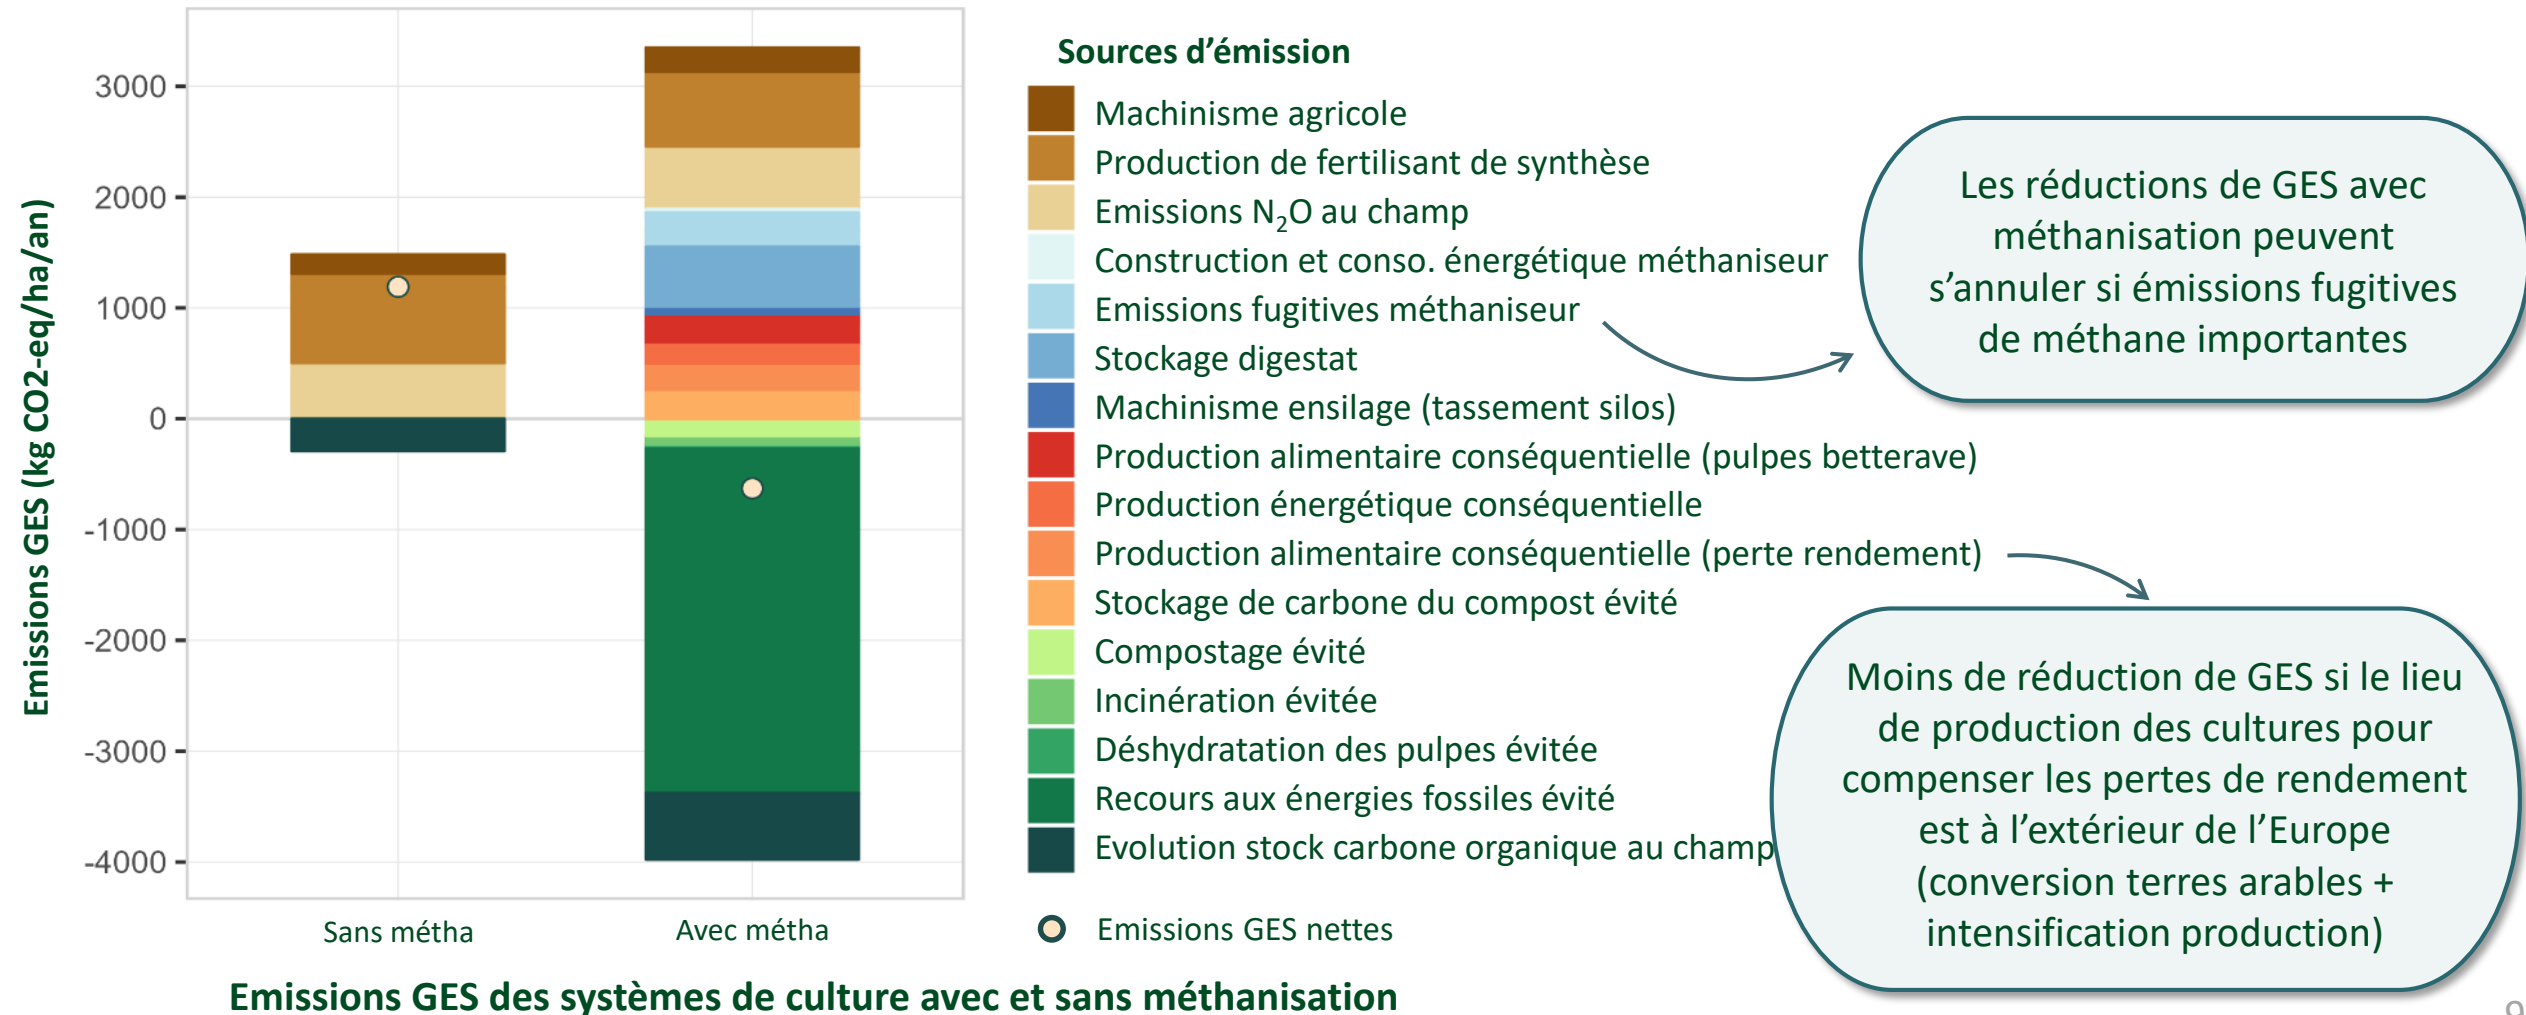 Emissions GES (kg CO2-eq/ha/an)
3000
2000
1000
0
-1000
-2000
-3000
-4000
Sans métha
Avec métha
Sources d’émission
Machinisme agricole
Production de fertilisant de synthèse
Emissions N₂O au champ
Construction et conso. énergétique méthaniseur
Emissions fugitives méthaniseur
Stockage digestat
Machinisme ensilage (tassement silos)
Production alimentaire conséquentielle (pulpes betterave)
Production énergétique conséquentielle
Production alimentaire conséquentielle (perte rendement)
Stockage de carbone du compost évité
Compostage évité
Incinération évitée
Déshydratation des pulpes évitée
Recours aux énergies fossiles évité
Evolution stock carbone organique au champ
Emissions GES nettes
Les réductions de GES avec
méthanisation peuvent
s’annuler si émissions fugitives
de méthane importantes
Moins de réduction de GES si le lieu
de production des cultures pour
compenser les pertes de rendement
est à l’extérieur de l’Europe
(conversion terres arables +
intensification production)
Emissions GES des systèmes de culture avec et sans méthanisation